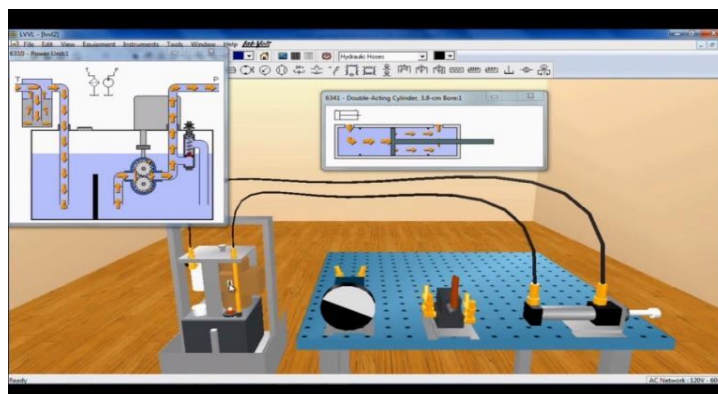 LVVL - [lvvl2]
File Edit View Equipment Instruments Tools Window Help Lab-Volt
6310 - Power Unit:1
Hydraulic Hoses
T
P
6341 - Double-Acting Cylinder, 3.8-cm Bore:1
Ready
AC Network : 120V - 60